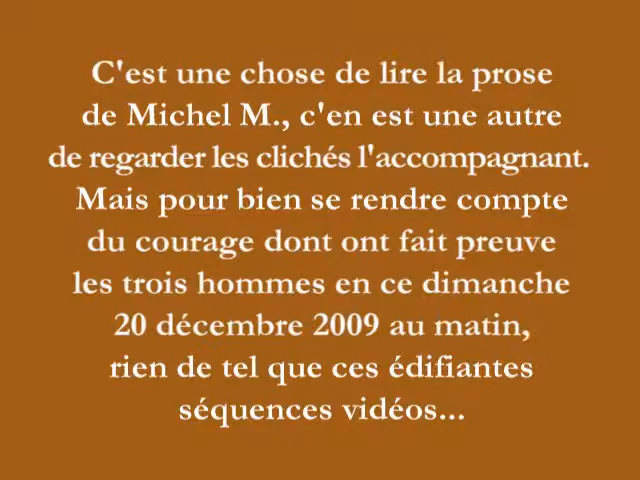 C'est une chose de lire la prose
de Michel M., c'en est une autre
de regarder les clichés l'accompagnant.
Mais pour bien se rendre compte
du courage dont ont fait preuve
les trois hommes en ce dimanche
20 décembre 2009 au matin,
rien de tel que ces édifiantes
séquences vidéos...